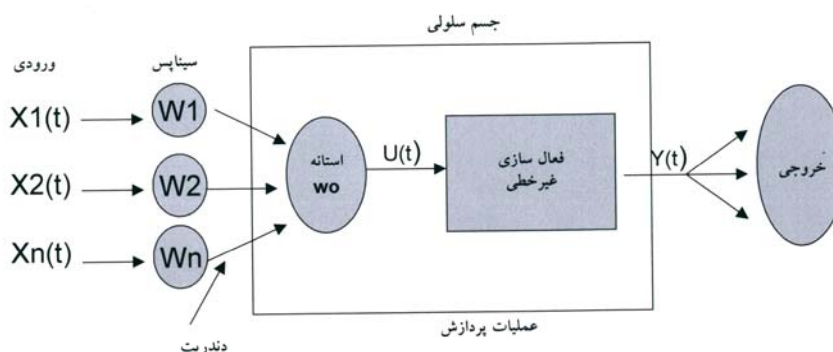 جسم سلولی
ورودی
سیناپس
X1(t)
W1
X2(t)
W2
Xn(t)
Wn
استانه
wo
U(t)
فعال سازی
غیرخطی
Y(t)
خروجی
عملیات پردازش
دندریت